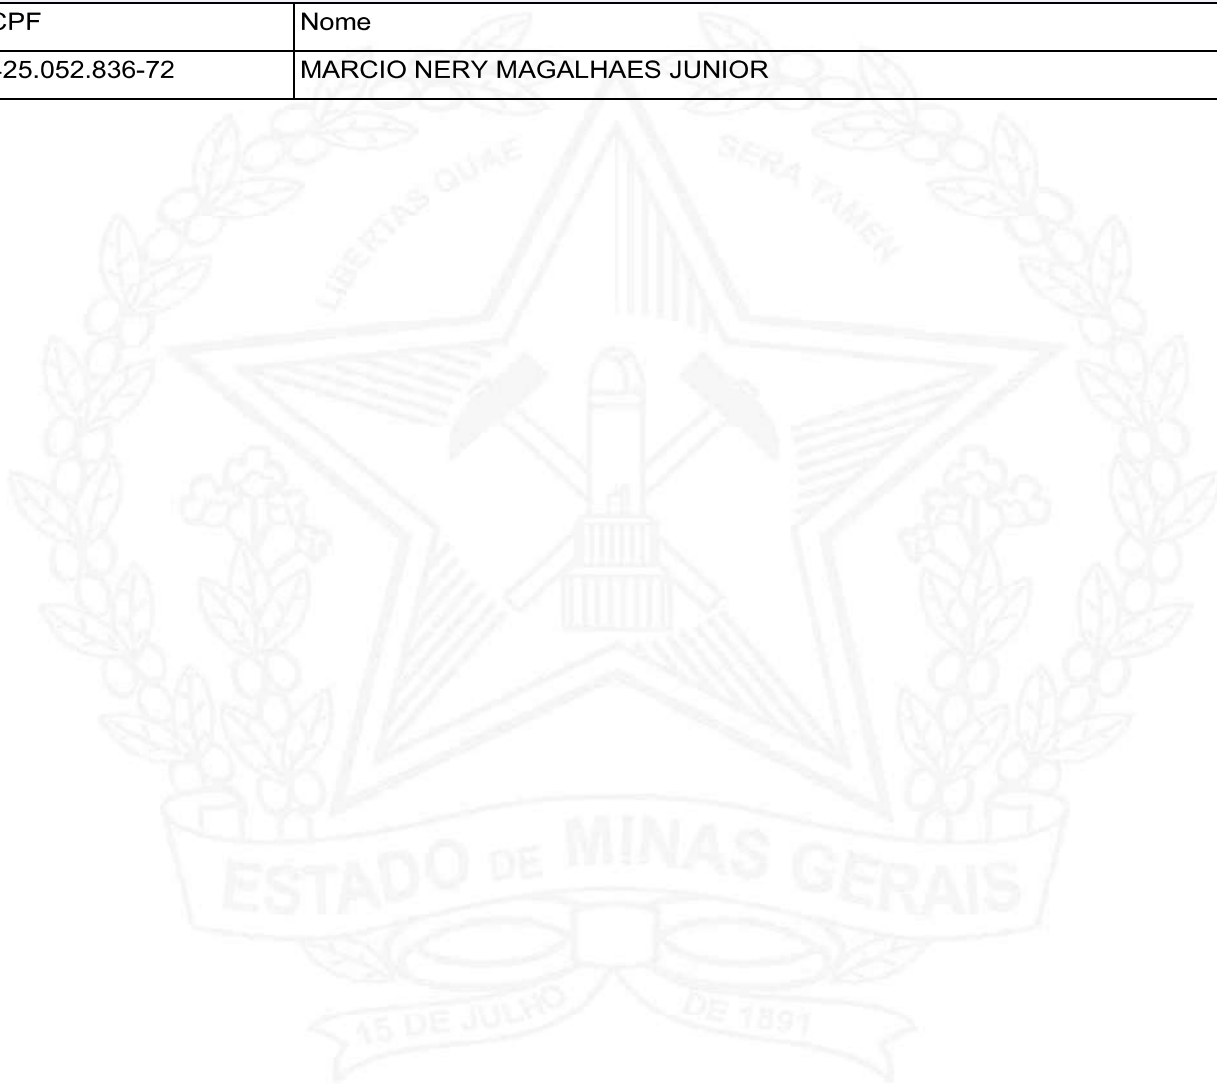 CPF Nome
425.052.836-72 MARCIO NERY MAGALHAES JUNIOR
LIBERTAS QUAE SERA TAMEN
ESTADO DE MINAS GERAIS
15 DE JULHO DE 1891